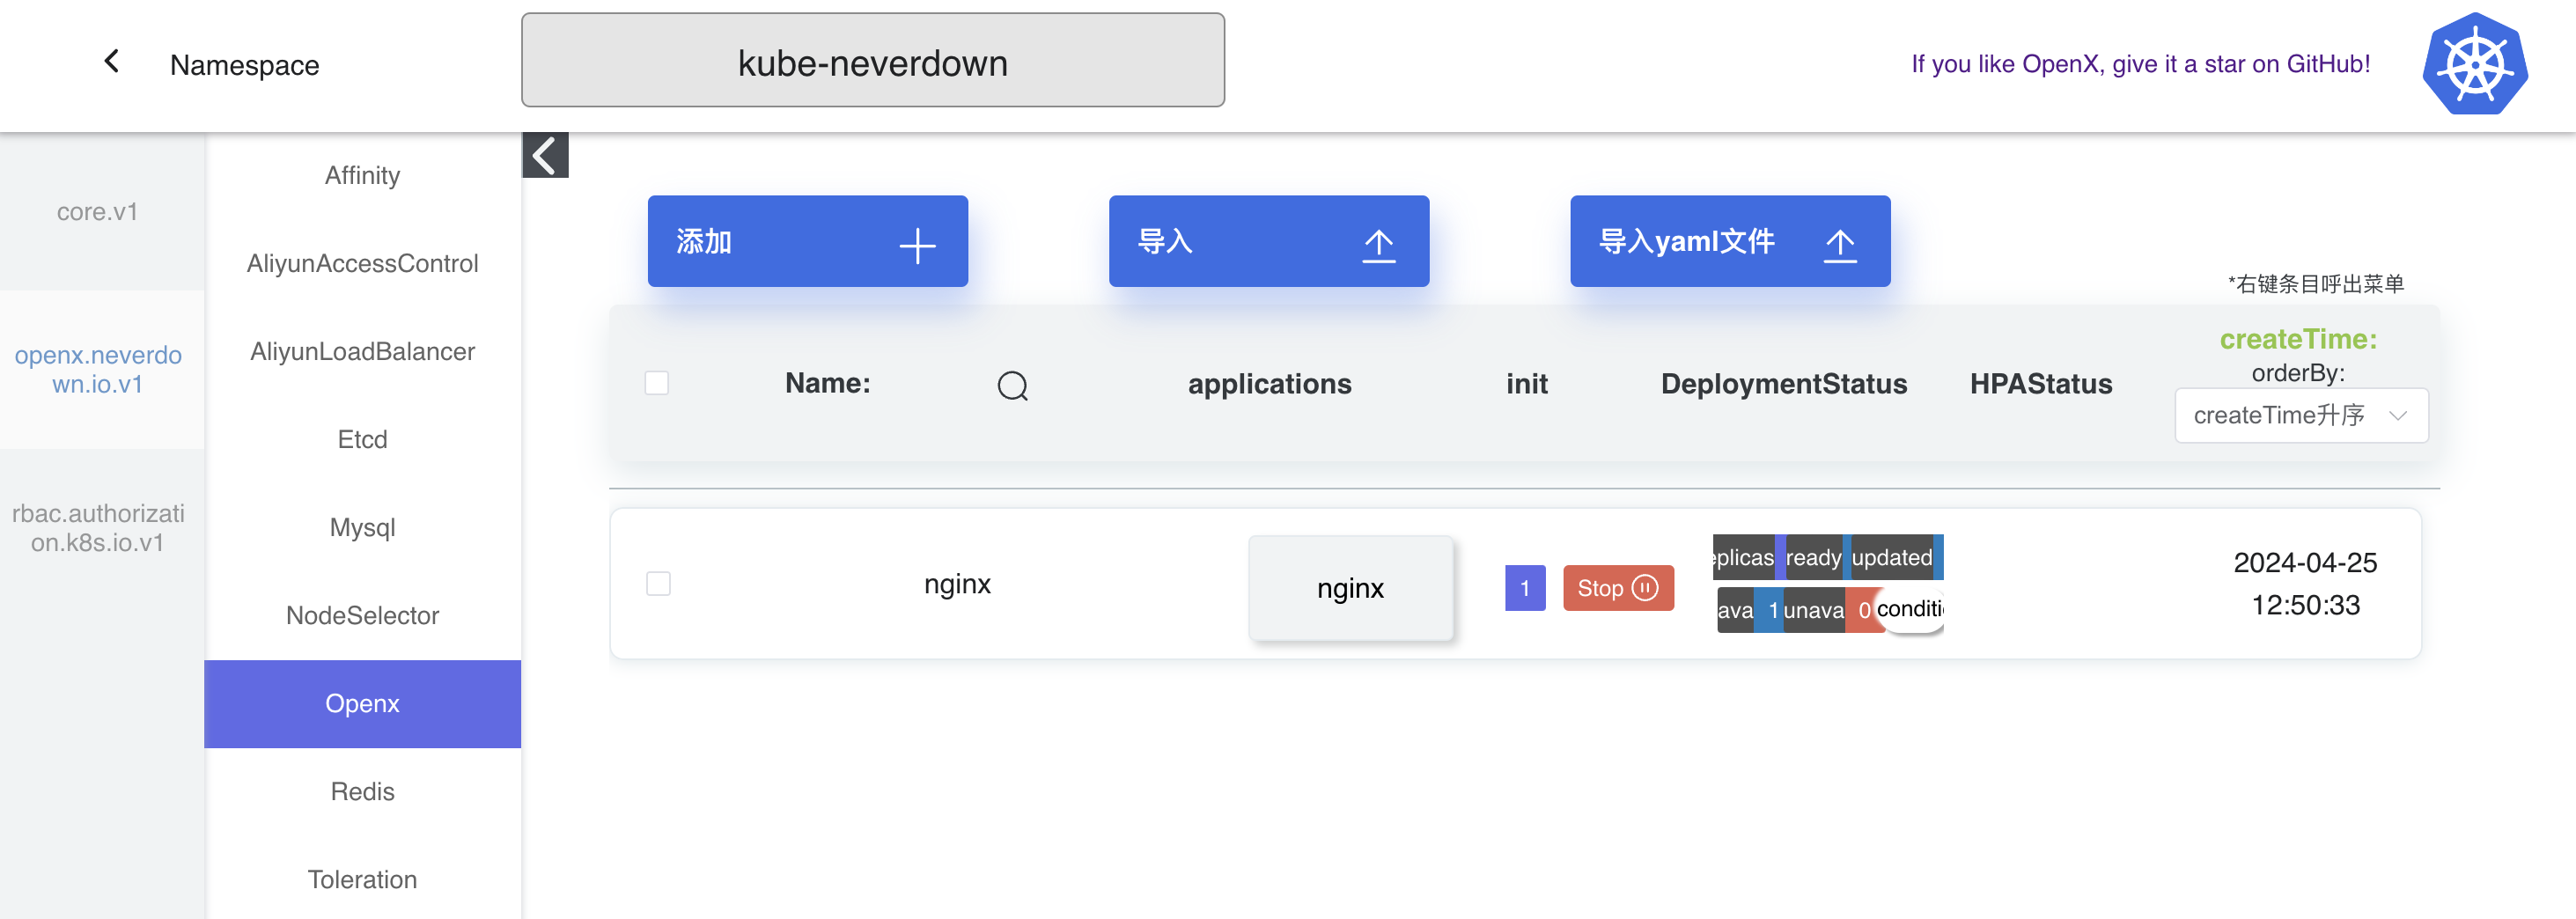 Namespace
kube-neverdown
If you like OpenX, give it a star on GitHub!
core.v1
openx.neverdo
wn.io.v1
rbac.authorizati
on.k8s.io.v1
Affinity
AliyunAccessControl
AliyunLoadBalancer
Etcd
Mysql
NodeSelector
Openx
Redis
Toleration
添加
导入
导入yaml文件
*右键条目呼出菜单
Name:
applications
init
DeploymentStatus
HPAStatus
createTime:
orderBy:
createTime升序
nginx
nginx
1
Stop
eplicas ready updated
ava 1 unava 0 conditi
2024-04-25
12:50:33